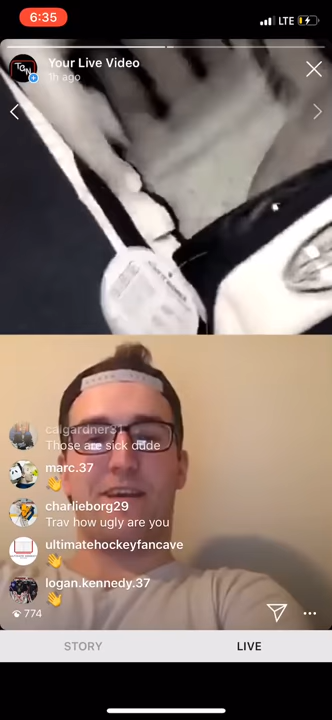 6:35
LTE
TGN
Your Live Video
1h ago
calgardner31
Those are sick dude
marc.37
👋
charlieborg29
Trav how ugly are you
ultimatehockeyfancave
👋
logan.kennedy.37
👋
774
STORY
LIVE